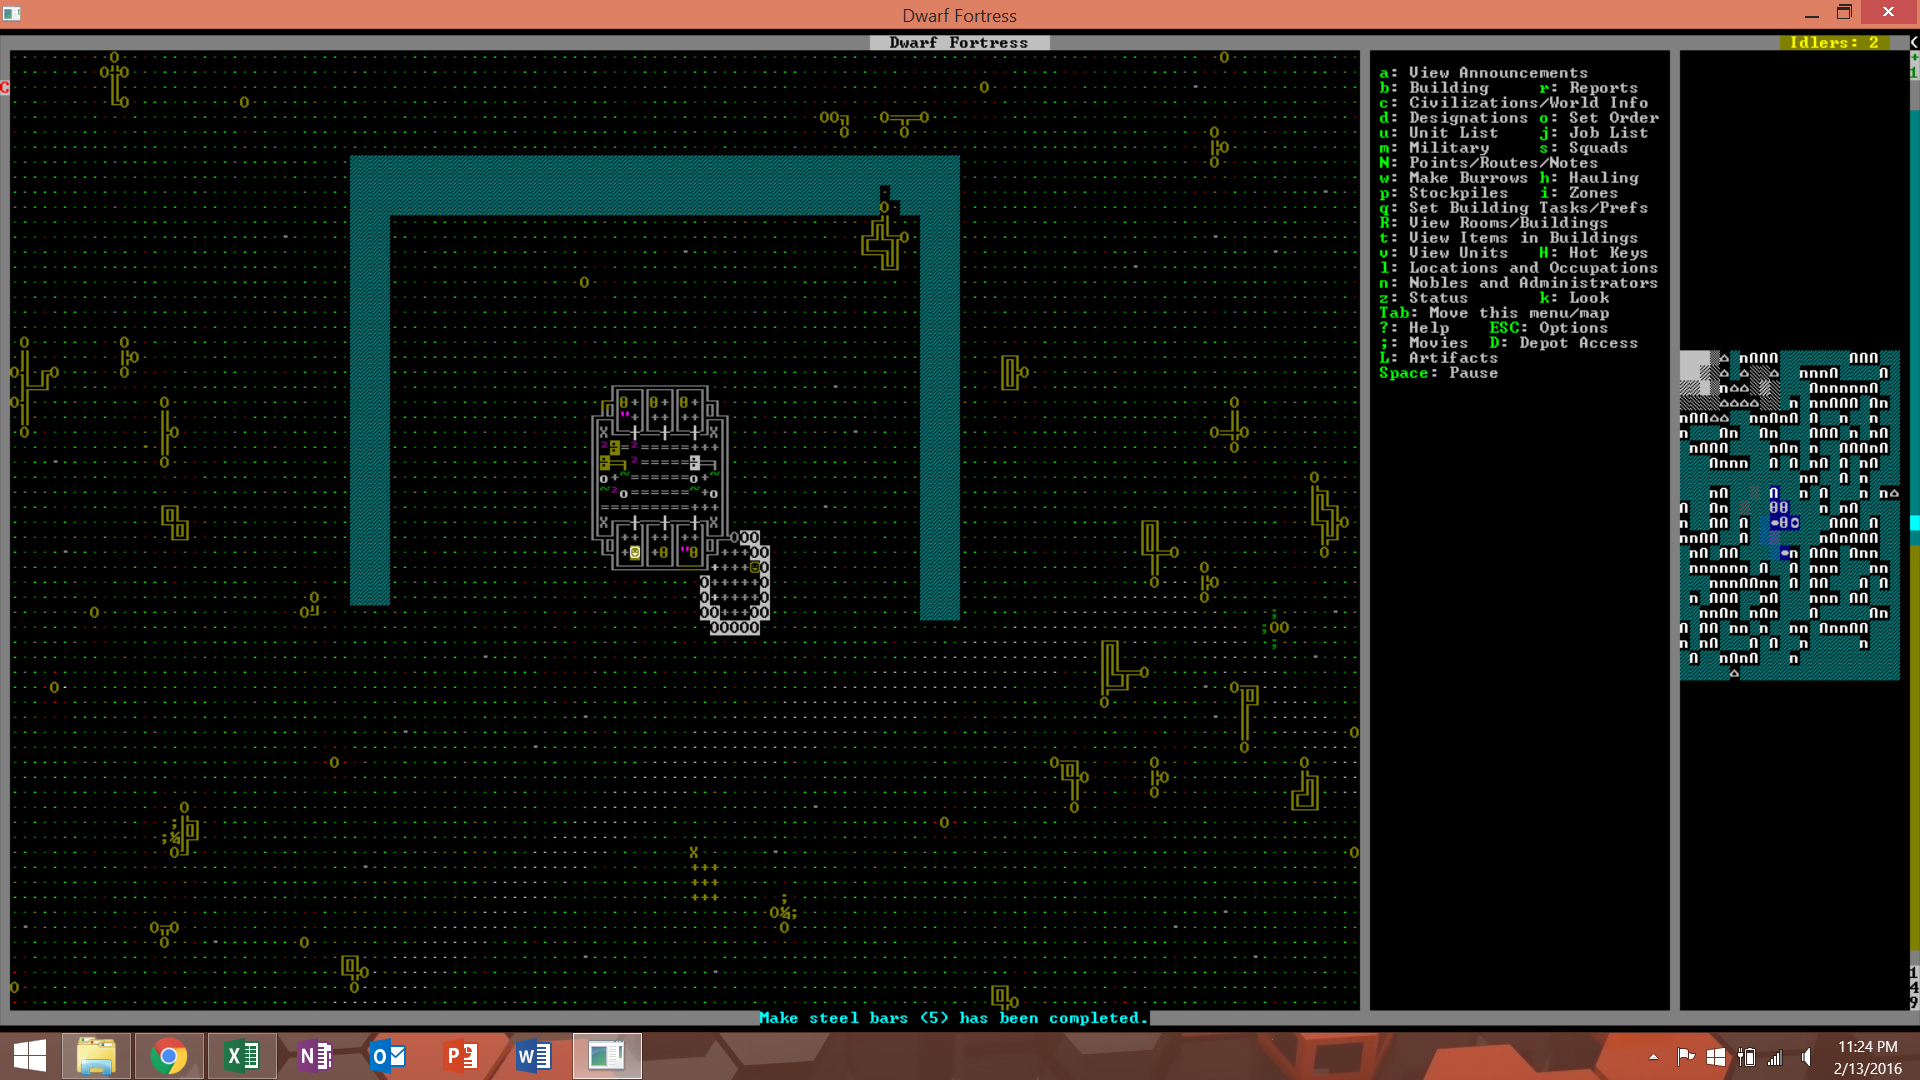 Dwarf Fortress
Dwarf Fortress
Idlers: 2
a: View Announcements
b: Building r: Reports
c: Civilizations/World Info
d: Designations o: Set Order
u: Unit List j: Job List
m: Military s: Squads
N: Points/Routes/Notes
w: Make Burrows h: Hauling
p: Stockpiles i: Zones
q: Set Building Tasks/Prefs
R: View Rooms/Buildings
t: View Items in Buildings
v: View Units H: Hot Keys
l: Locations and Occupations
n: Nobles and Administrators
z: Status k: Look
Tab: Move this menu/map
?: Help ESC: Options
;: Movies D: Depot Access
L: Artifacts
Space: Pause
Make steel bars (5) has been completed.
11:24 PM
2/13/2016